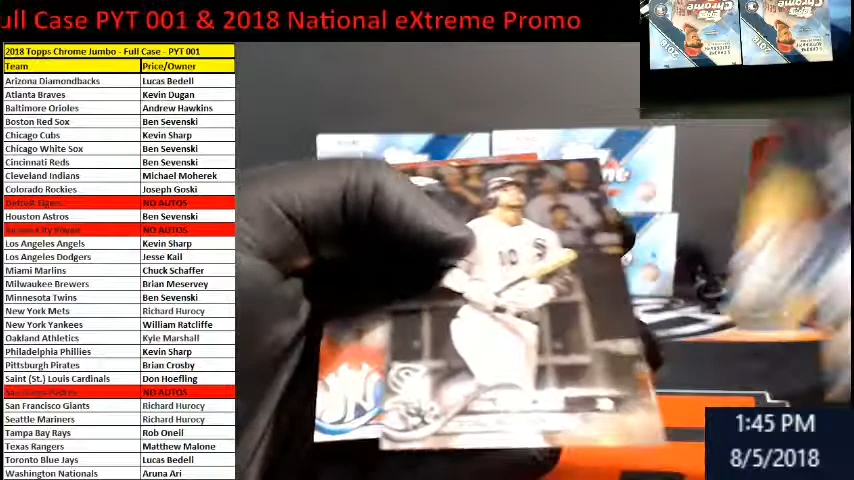 ull Case PYT 001 & 2018 National eXtreme Promo
2018 Topps Chrome Jumbo - Full Case - PYT 001
Team Price/Owner
Arizona Diamondbacks Lucas Bedell
Atlanta Braves Kevin Dugan
Baltimore Orioles Andrew Hawkins
Boston Red Sox Ben Sevenski
Chicago Cubs Kevin Sharp
Chicago White Sox Ben Sevenski
Cincinnati Reds Ben Sevenski
Cleveland Indians Michael Moherek
Colorado Rockies Joseph Goski
Detroit Tigers NO AUTOS
Houston Astros Ben Sevenski
Kansas City Royals NO AUTOS
Los Angeles Angels Kevin Sharp
Los Angeles Dodgers Jesse Kail
Miami Marlins Chuck Schaffer
Milwaukee Brewers Brian Meservey
Minnesota Twins Ben Sevenski
New York Mets Richard Hurocy
New York Yankees William Ratcliffe
Oakland Athletics Kyle Marshall
Philadelphia Phillies Kevin Sharp
Pittsburgh Pirates Brian Crosby
Saint (St.) Louis Cardinals Don Hoefling
San Diego Padres NO AUTOS
San Francisco Giants Richard Hurocy
Seattle Mariners Richard Hurocy
Tampa Bay Rays Rob Oneil
Texas Rangers Matthew Malone
Toronto Blue Jays Lucas Bedell
Washington Nationals Aruna Ari
10
1:45 PM
8/5/2018